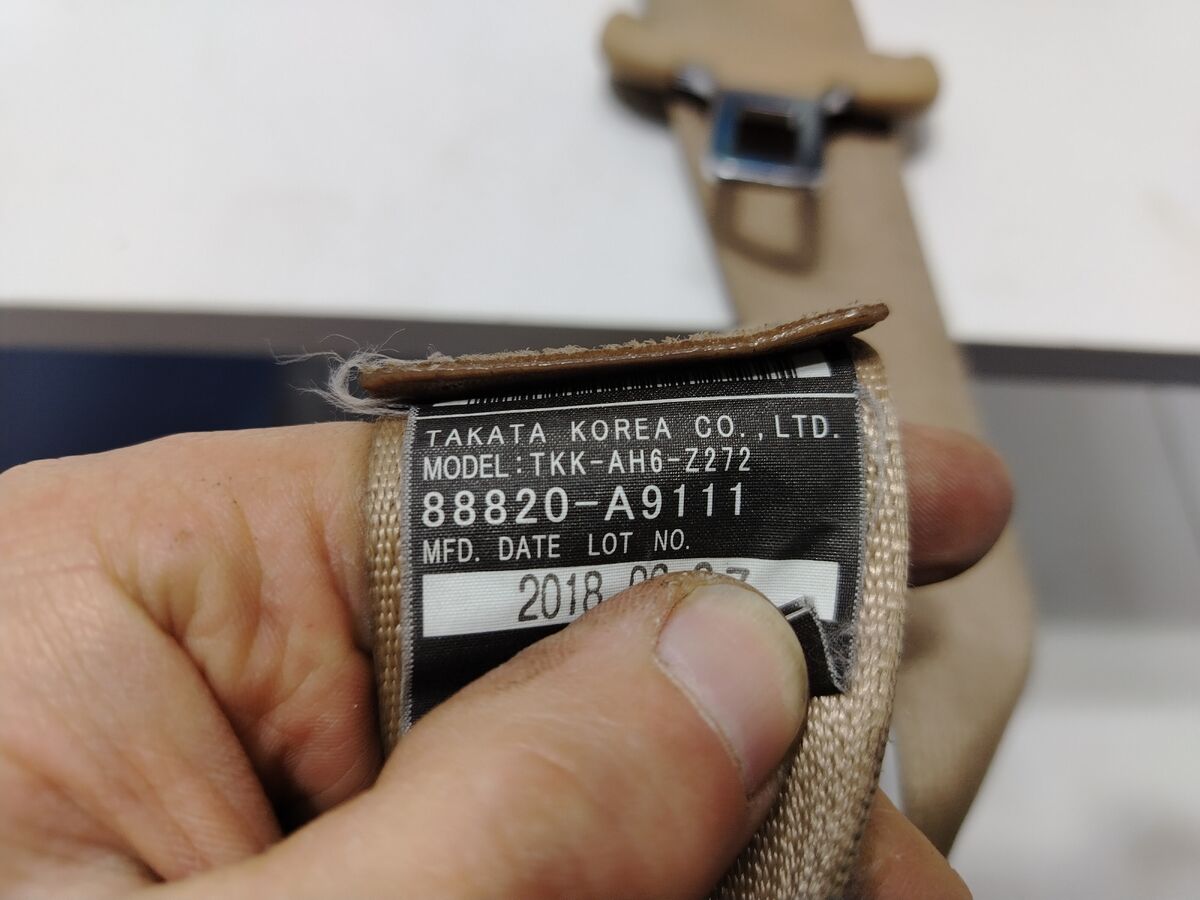 TAKATA KOREA CO.,LTD.
MODEL:TKK-AH6-Z272
88820-A9111
MFD. DATE LOT NO.
2018